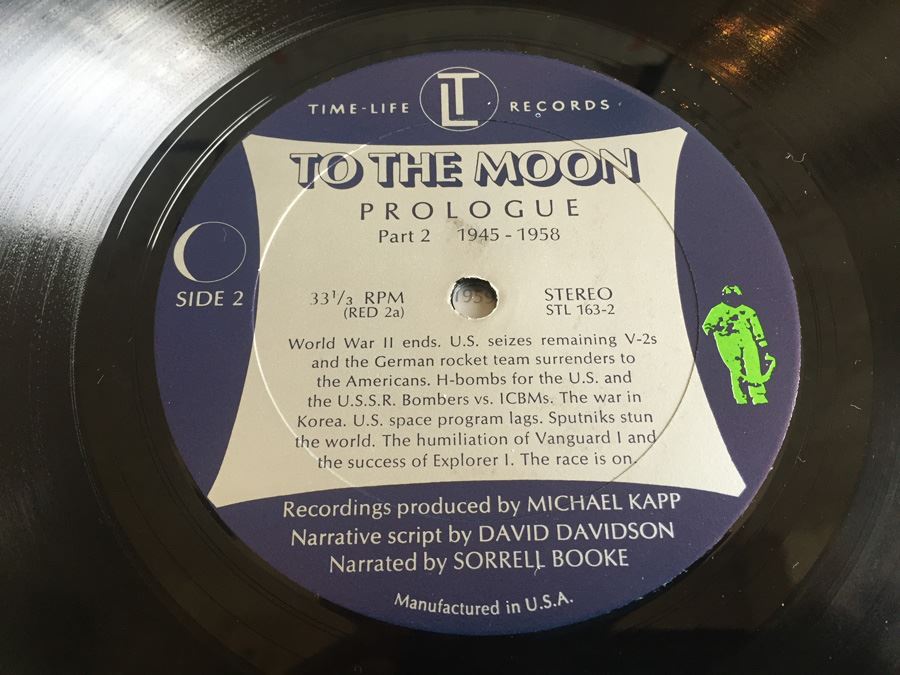 TIME-LIFE TL RECORDS
TO THE MOON
PROLOGUE
Part 2 1945 - 1958
SIDE 2
33 1/3 RPM
(RED 2a)
STEREO
STL 163-2
World War II ends. U.S. seizes remaining V-2s
and the German rocket team surrenders to
the Americans. H-bombs for the U.S. and
the U.S.S.R. Bombers vs. ICBMs. The war in
Korea. U.S. space program lags. Sputniks stun
the world. The humiliation of Vanguard I and
the success of Explorer I. The race is on.
Recordings produced by MICHAEL KAPP
Narrative script by DAVID DAVIDSON
Narrated by SORRELL BOOKE
Manufactured in U.S.A.